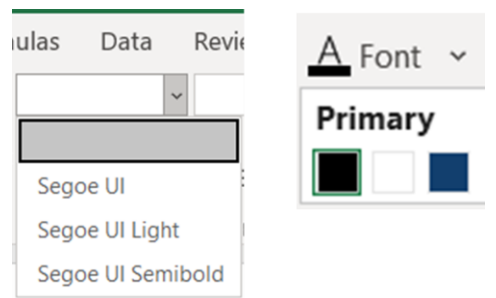 ulas Data Revie
Segoe UI
Segoe UI Light
Segoe UI Semibold
A Font
Primary